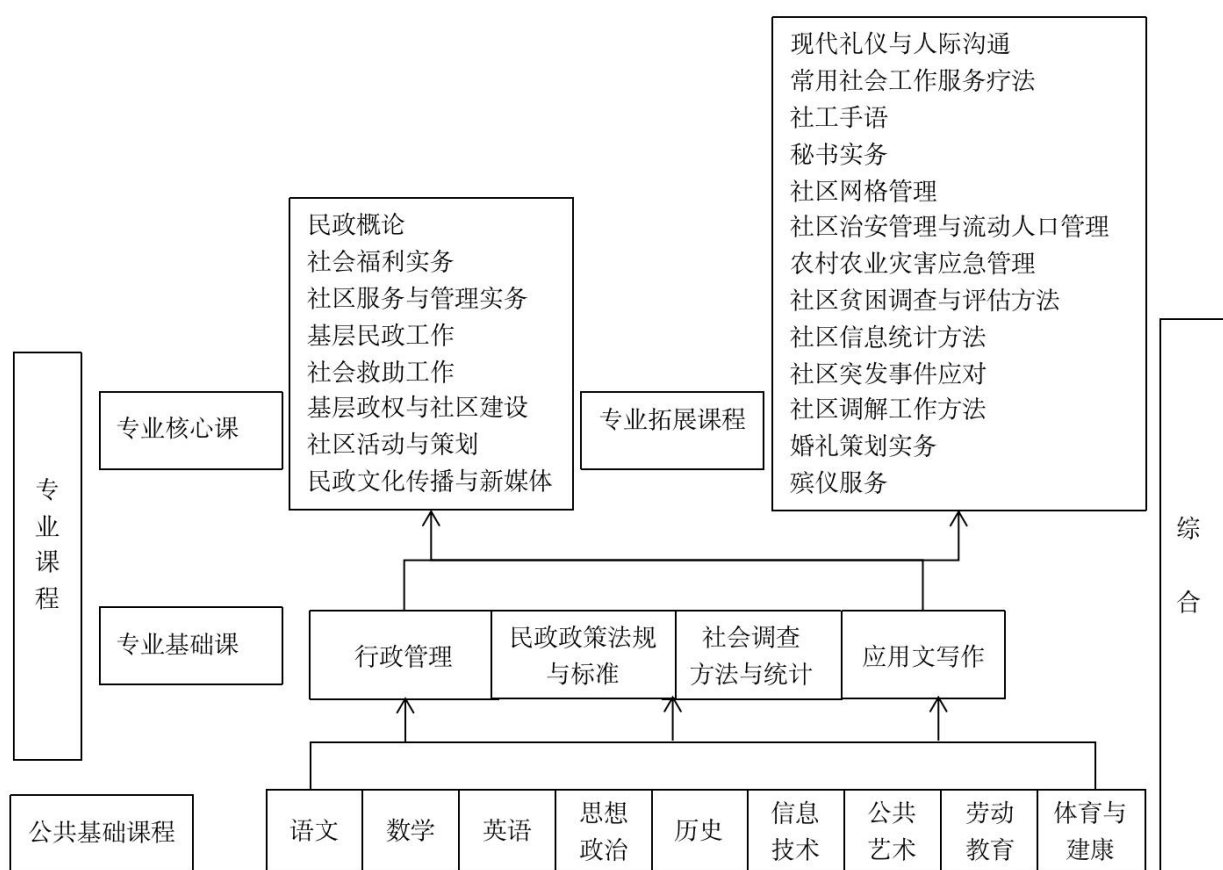 现代礼仪与人际沟通
常用社会工作服务疗法
社工手语
秘书实务
社区网格管理
社区治安管理与流动人口管理
农村农业灾害应急管理
社区贫困调查与评估方法
社区信息统计方法
社区突发事件应对
社区调解工作方法
婚礼策划实务
殡仪服务
民政概论
社会福利实务
社区服务与管理实务
基层民政工作
社会救助工作
基层政权与社区建设
社区活动与策划
民政文化传播与新媒体
专业课程
专业核心课
专业拓展课程
综合
专业基础课
行政管理
民政政策法规
与标准
社会调查
方法与统计
应用文写作
公共基础课程
语文
数学
英语
思想
政治
历史
信息
技术
公共
艺术
劳动
教育
体育与
建康